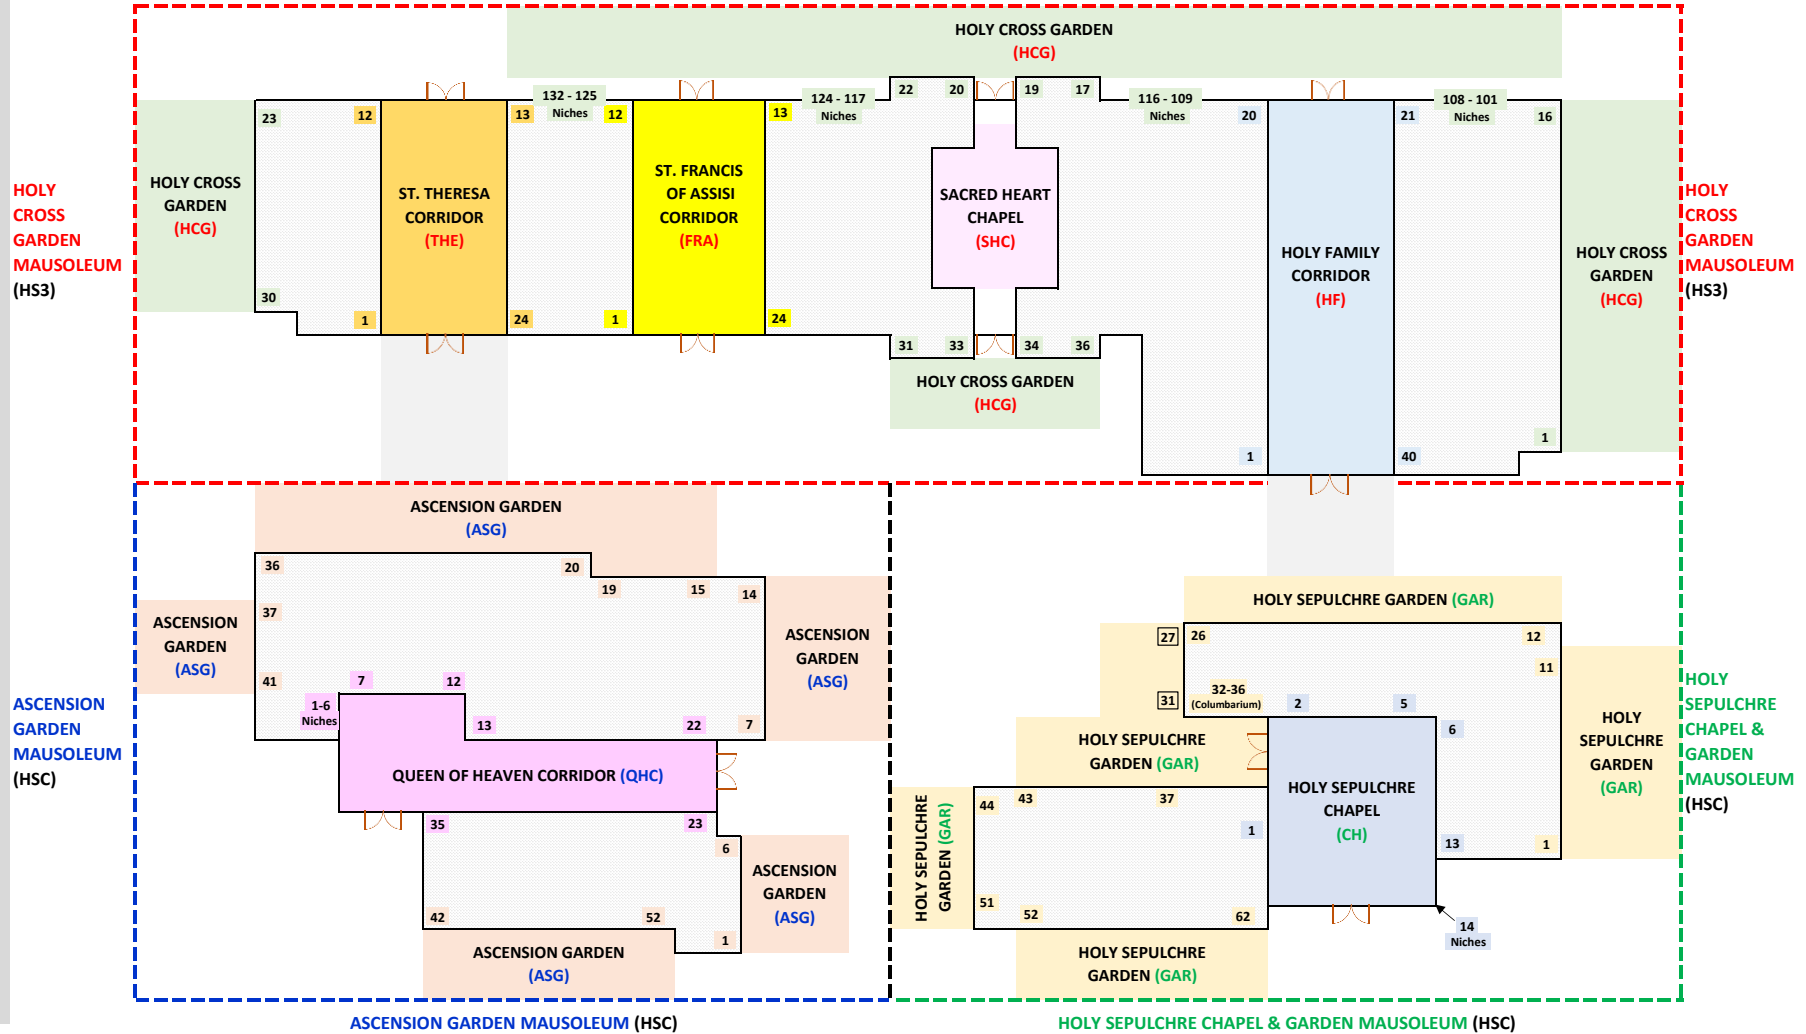 HOLY CROSS GARDEN
(HCG)
22
20
19
17
132 - 125
Niches
124 - 117
Niches
116 - 109
Niches
108 - 101
Niches
23
12
13
12
13
20
21
16
HOLY
CROSS
GARDEN
MAUSOLEUM
(HS3)
HOLY CROSS
GARDEN
(HCG)
ST. THERESA
CORRIDOR
(THE)
ST. FRANCIS
OF ASSISI
CORRIDOR
(FRA)
SACRED HEART
CHAPEL
(SHC)
HOLY FAMILY
CORRIDOR
(HF)
HOLY CROSS
GARDEN
(HCG)
HOLY
CROSS
GARDEN
MAUSOLEUM
(HS3)
30
1
24
1
24
31
33
34
36
HOLY CROSS GARDEN
(HCG)
1
40
1
ASCENSION GARDEN
(ASG)
36
20
19
15
14
37
41
ASCENSION
GARDEN
(ASG)
ASCENSION
GARDEN
(ASG)
7
12
1-6
Niches
13
22
7
ASCENSION
GARDEN
MAUSOLEUM
(HSC)
QUEEN OF HEAVEN CORRIDOR (QHC)
35
23
6
ASCENSION
GARDEN
(ASG)
42
52
1
ASCENSION GARDEN
(ASG)
ASCENSION GARDEN MAUSOLEUM (HSC)
HOLY SEPULCHRE GARDEN (GAR)
27
26
12
11
31
32-36
(Columbarium)
2
5
6
HOLY SEPULCHRE
GARDEN (GAR)
HOLY
SEPULCHRE
GARDEN
(GAR)
HOLY
SEPULCHRE
CHAPEL &
GARDEN
MAUSOLEUM
(HSC)
HOLY SEPULCHRE
GARDEN (GAR)
44
43
37
1
HOLY SEPULCHRE
CHAPEL
(CH)
13
1
51
52
62
14
Niches
HOLY SEPULCHRE
GARDEN (GAR)
HOLY SEPULCHRE CHAPEL & GARDEN MAUSOLEUM (HSC)